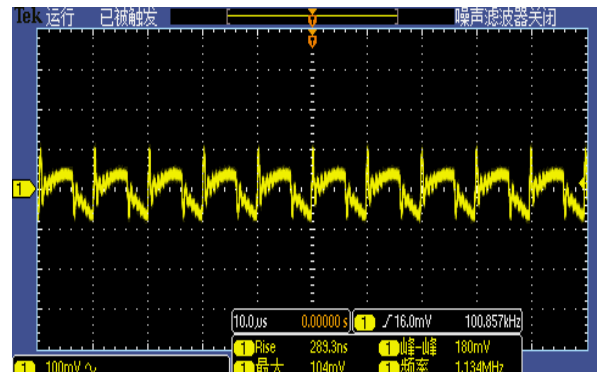 Tek 运行 已被触发 噪声滤波器关闭
1
10.0us 0.00000 s 1 ∫ 16.0mV 100.857kHz
1 Rise 289.3ns 1 峰-峰 180mV
1 100mV ∿ 1 最大 104mV 1 频率 1.134MHz